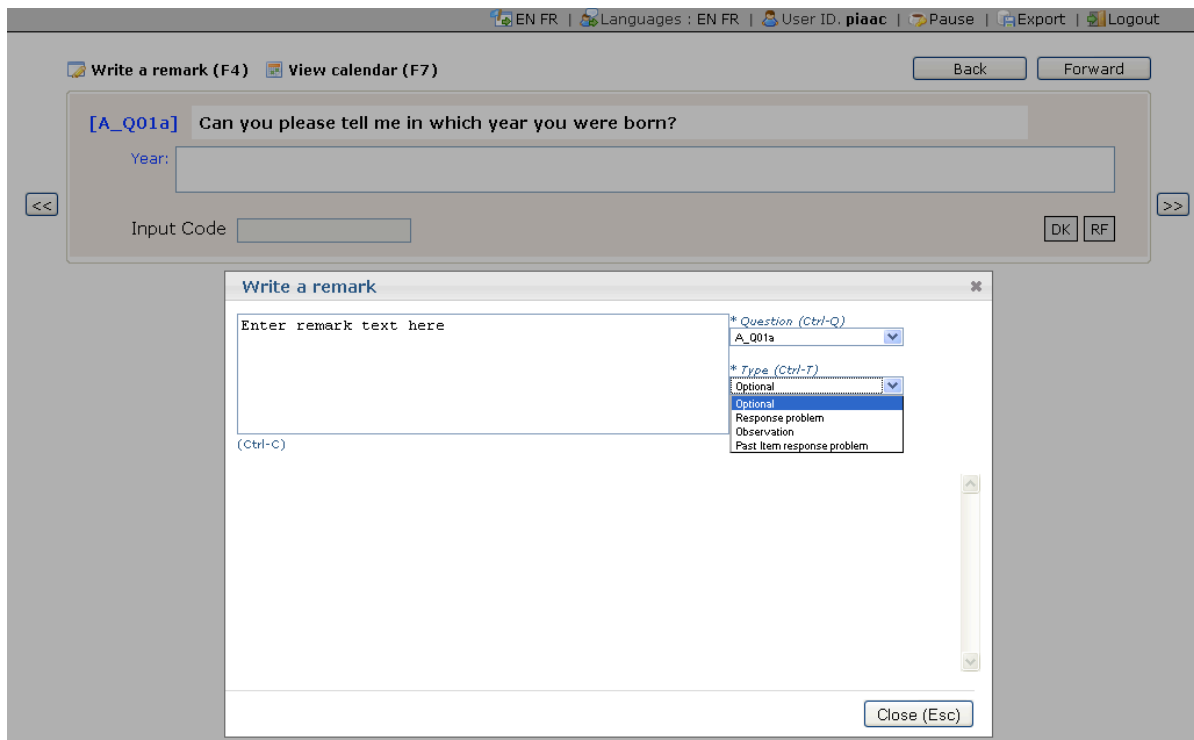 EN FR | Languages : EN FR | User ID. piaac | Pause | Export | Logout
Write a remark (F4) View calendar (F7) Back Forward
[A_Q01a] Can you please tell me in which year you were born?
Year:
<< >>
Input Code DK RF
Write a remark
Enter remark text here
* Question (Ctrl-Q)
A_Q01a
* Type (Ctrl-T)
Optional
Optional
Response problem
Observation
Past Item response problem
(Ctrl-C)
Close (Esc)